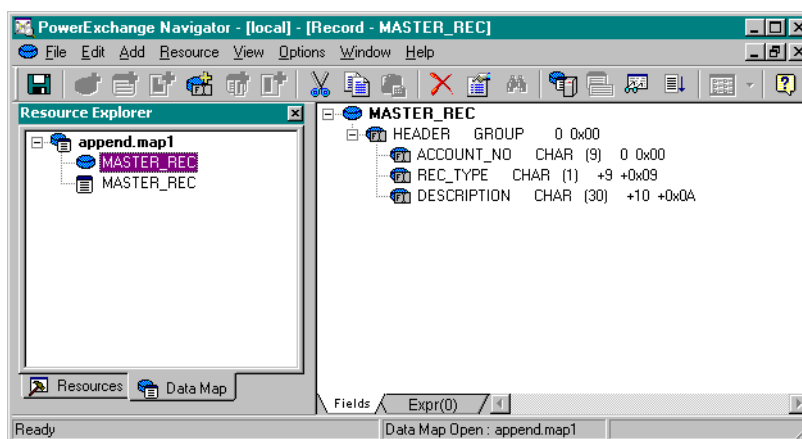 PowerExchange Navigator - [local] - [Record - MASTER_REC]
File Edit Add Resource View Options Window Help
Resource Explorer
append.map1
MASTER_REC
MASTER_REC
Resources Data Map
MASTER_REC
HEADER GROUP 0 0x00
ACCOUNT_NO CHAR (9) 0 0x00
REC_TYPE CHAR (1) +9 +0x09
DESCRIPTION CHAR (30) +10 +0x0A
Fields Expr(0)
Ready Data Map Open : append.map1